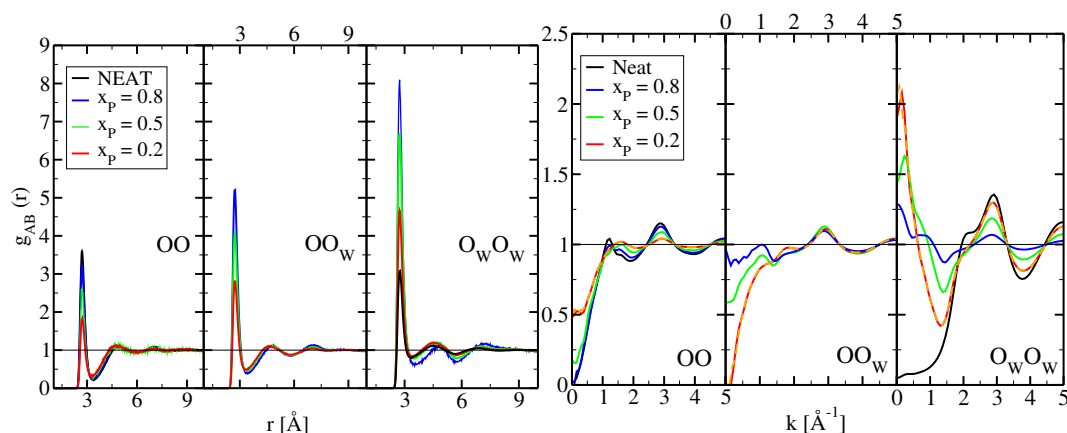 3 6 9
9
8
7
6
5
4
3
2
1
0
g_AB (r)
NEAT
x_P = 0.8
x_P = 0.5
x_P = 0.2
OO
OO_W
O_WO_W
3 6 9
3 6 9
3 6 9
r [Å]
0 1 2 3 4 5
2.5
2
1.5
1
0.5
0
Neat
x_P = 0.8
x_P = 0.5
x_P = 0.2
OO
OO_W
O_WO_W
0 1 2 3 4 5
0 1 2 3 4 5
k [Å⁻¹]